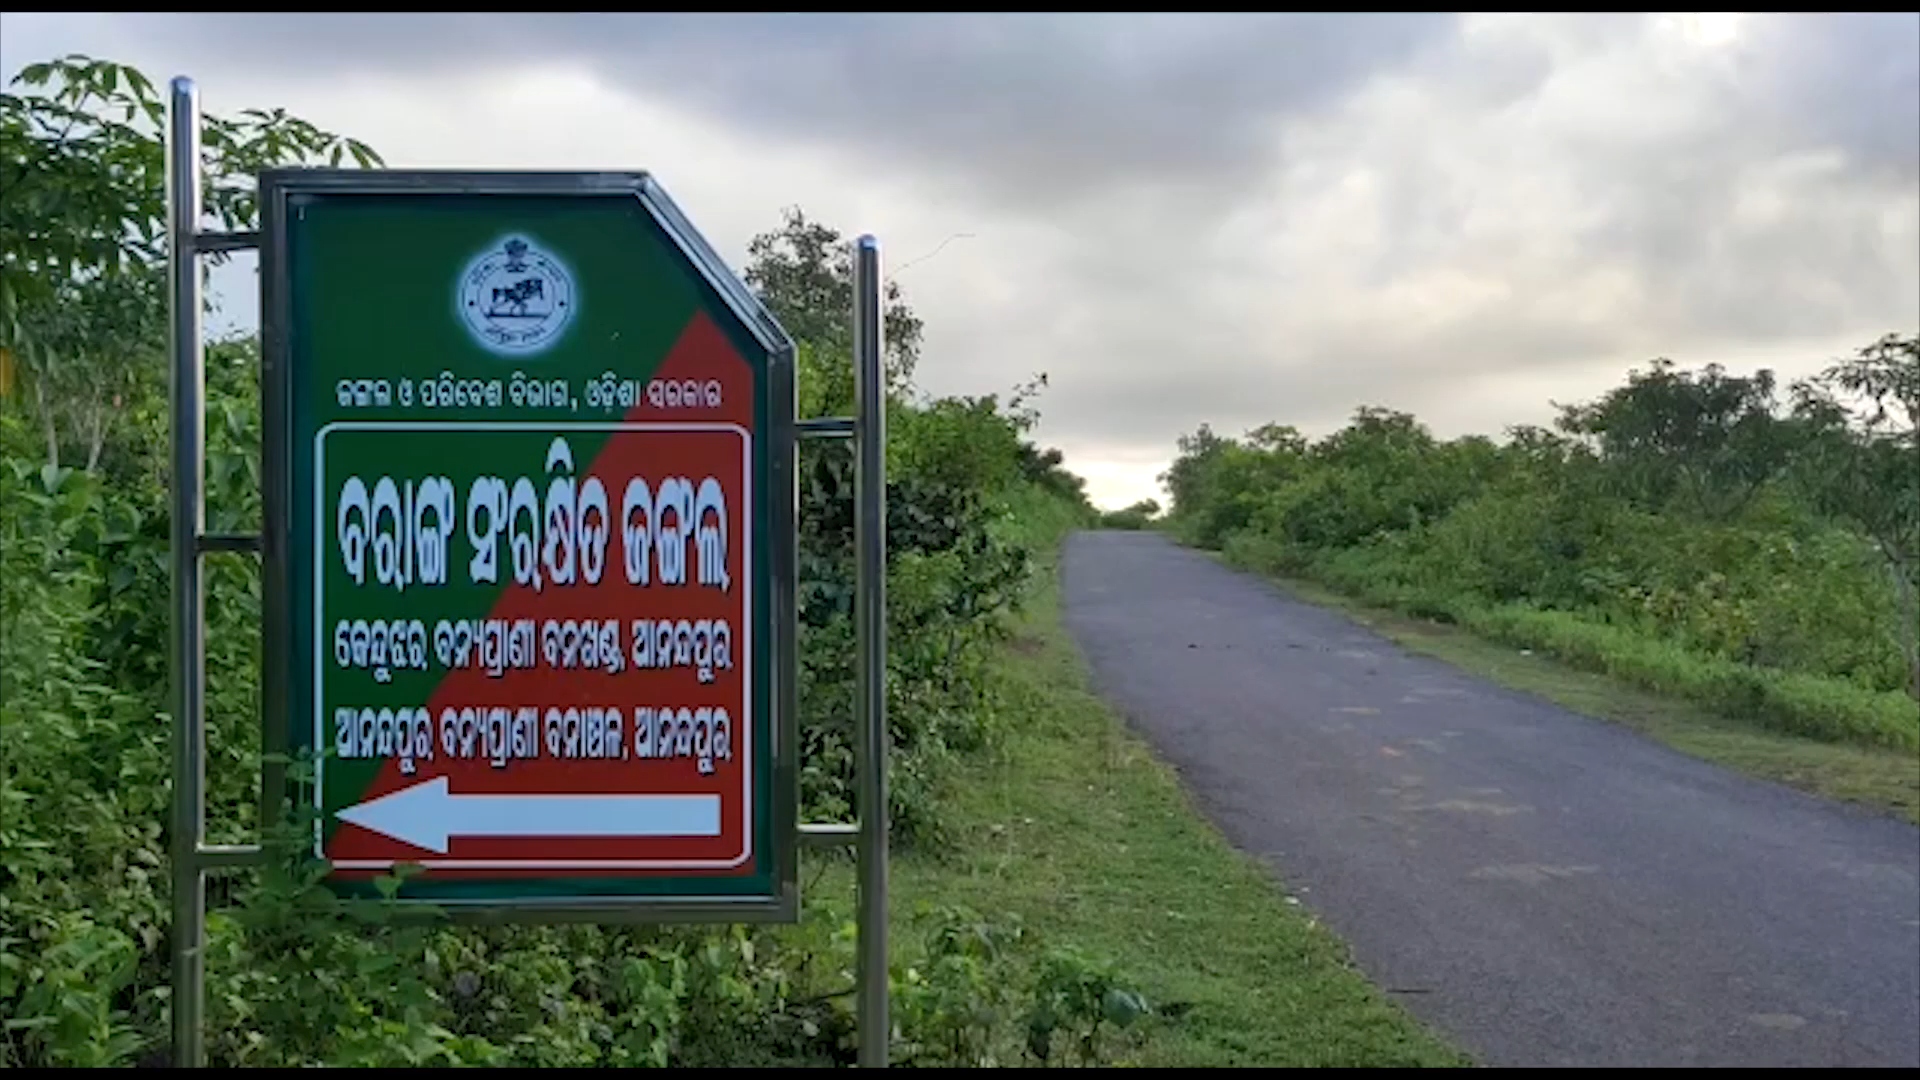 ଜଙ୍ଗଲ ଓ ପରିବେଶ ବିଭାଗ, ଓଡ଼ିଶା ସରକାର
ବରାଙ୍ଗ ସଂରକ୍ଷିତ ଜଙ୍ଗଲ
କେନ୍ଦୁଝର ବନ୍ୟପ୍ରାଣୀ ବନଖଣ୍ଡ, ଆନନ୍ଦପୁର
ଆନନ୍ଦପୁର ବନ୍ୟପ୍ରାଣୀ ବନାଞ୍ଚଳ, ଆନନ୍ଦପୁର